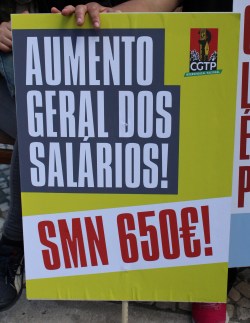 AUMENTO
GERAL DOS
SALÁRIOS!
CGTP
SMN 650€!